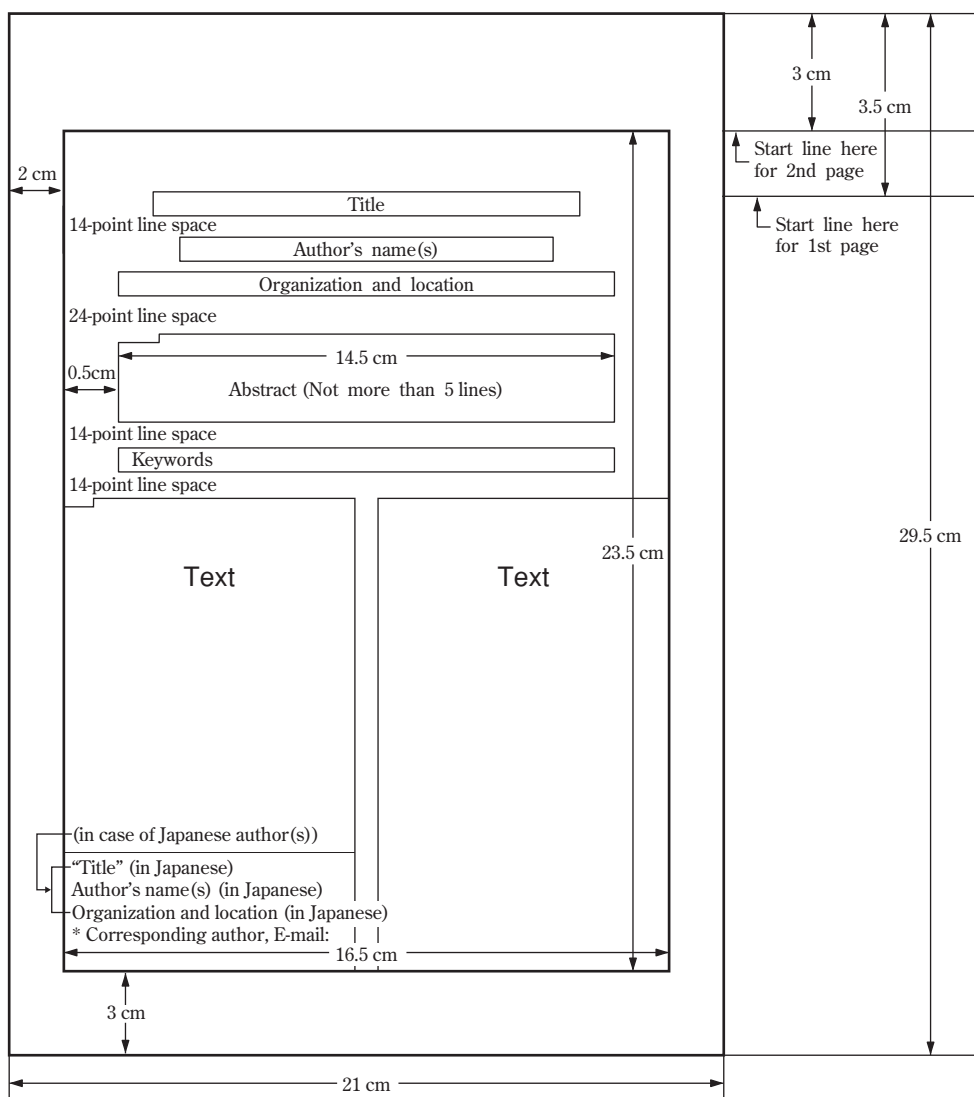 3 cm
3.5 cm
Start line here
for 2nd page
2 cm
Title
14-point line space
Start line here
for 1st page
Author's name(s)
Organization and location
24-point line space
14.5 cm
0.5cm
Abstract (Not more than 5 lines)
14-point line space
Keywords
14-point line space
29.5 cm
23.5 cm
Text
Text
(in case of Japanese author(s))
“Title” (in Japanese)
Author's name(s) (in Japanese)
Organization and location (in Japanese)
* Corresponding author, E-mail:
16.5 cm
3 cm
21 cm